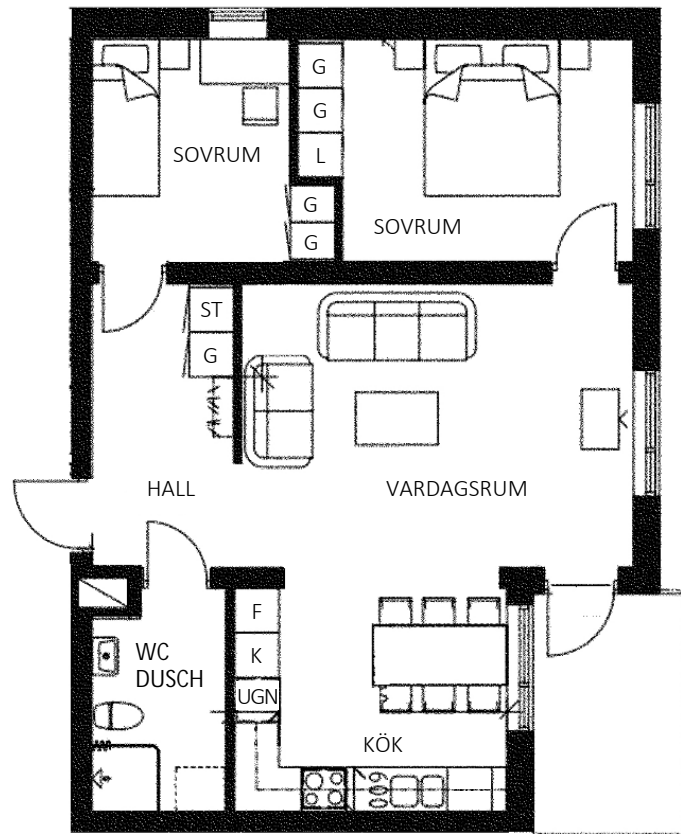 G
G
SOVRUM
L
G
SOVRUM
G
ST
G
HALL
VARDAGSRUM
F
WC
K
DUSCH
UGN
KÖK